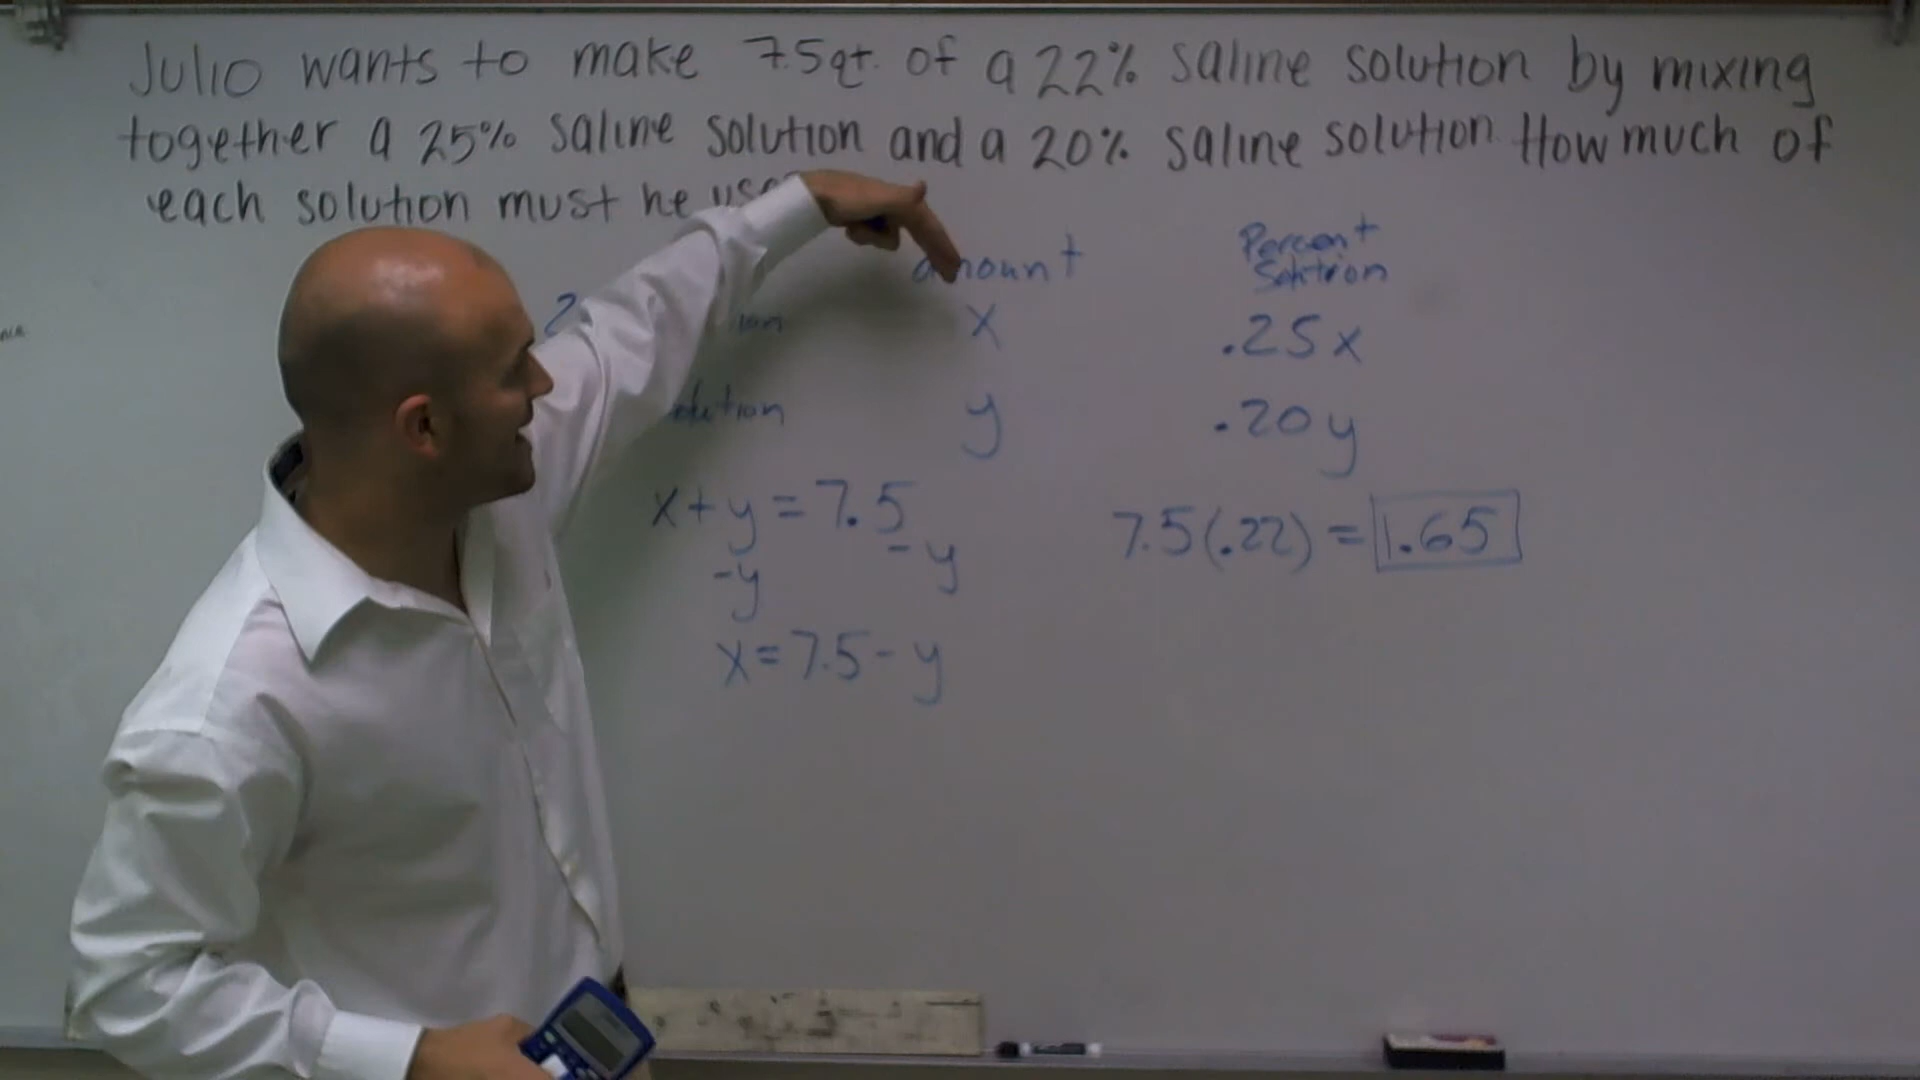 Julio wants to make 7.5qt. of a 22% saline solution by mixing
together a 25% saline solution and a 20% saline solution. How much of
each solution must he
amount
Percent
Solution
x
.25x
y
.20y
x+y=7.5
-y
-y
7.5(.22) = 1.65
x=7.5-y